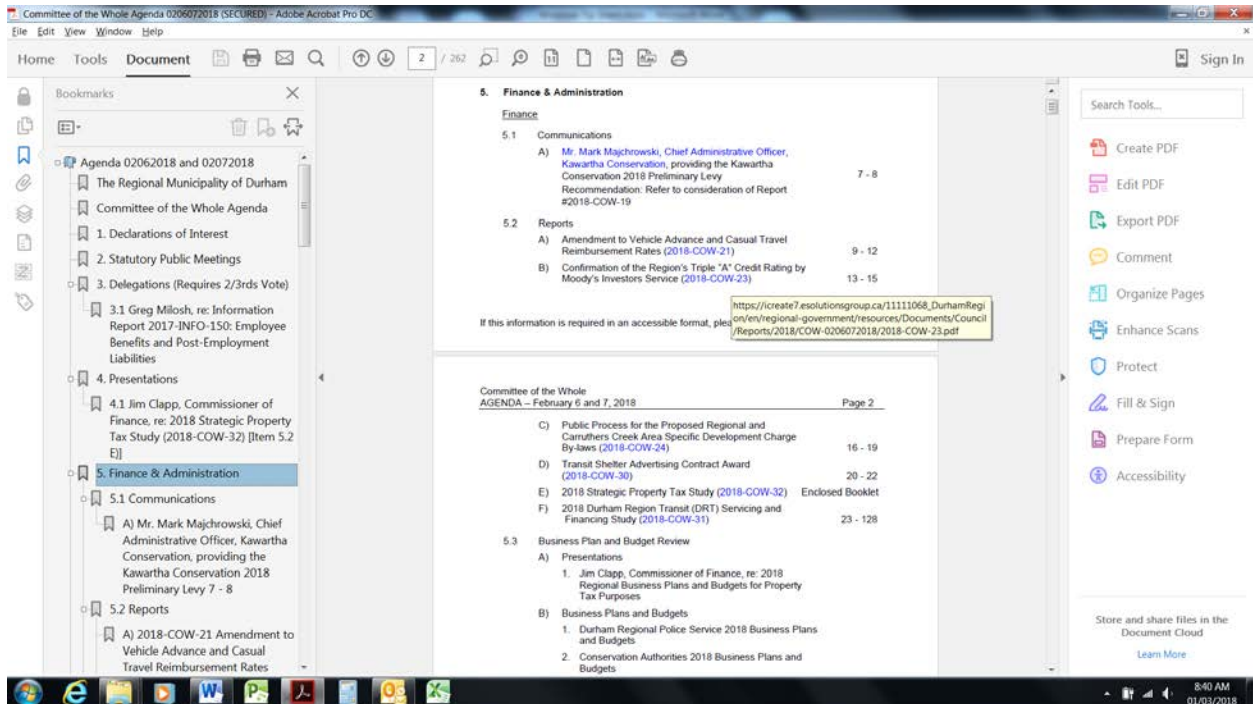 Committee of the Whole Agenda 0206072018 (SECURED) - Adobe Acrobat Pro DC
File Edit View Window Help
Home Tools Document 2 / 262 Sign In
Bookmarks
Agenda 02062018 and 02072018
The Regional Municipality of Durham
Committee of the Whole Agenda
1. Declarations of Interest
2. Statutory Public Meetings
3. Delegations (Requires 2/3rds Vote)
3.1 Greg Milosh, re: Information
Report 2017-INFO-150: Employee
Benefits and Post-Employment
Liabilities
4. Presentations
4.1 Jim Clapp, Commissioner of
Finance, re: 2018 Strategic Property
Tax Study (2018-COW-32) [Item 5.2
E)]
5. Finance & Administration
5.1 Communications
A) Mr. Mark Majchrowski, Chief
Administrative Officer, Kawartha
Conservation, providing the
Kawartha Conservation 2018
Preliminary Levy 7 - 8
5.2 Reports
A) 2018-COW-21 Amendment to
Vehicle Advance and Casual
Travel Reimbursement Rates
5. Finance & Administration
Finance
5.1 Communications
A) Mr. Mark Majchrowski, Chief Administrative Officer,
Kawartha Conservation, providing the Kawartha
Conservation 2018 Preliminary Levy 7 - 8
Recommendation: Refer to consideration of Report
#2018-COW-19
5.2 Reports
A) Amendment to Vehicle Advance and Casual Travel
Reimbursement Rates (2018-COW-21) 9 - 12
B) Confirmation of the Region's Triple "A" Credit Rating by
Moody's Investors Service (2018-COW-23) 13 - 15
https://icreate7.esolutionsgroup.ca/11111068_DurhamRegi
on/en/regional-government/resources/Documents/Council
/Reports/2018/COW-0206072018/2018-COW-23.pdf
If this information is required in an accessible format,
Committee of the Whole
AGENDA – February 6 and 7, 2018 Page 2
C) Public Process for the Proposed Regional and
Carruthers Creek Area Specific Development Charge
By-laws (2018-COW-24) 16 - 19
D) Transit Shelter Advertising Contract Award
(2018-COW-30) 20 - 22
E) 2018 Strategic Property Tax Study (2018-COW-32) Enclosed Booklet
F) 2018 Durham Region Transit (DRT) Servicing and
Financing Study (2018-COW-31) 23 - 128
5.3 Business Plan and Budget Review
A) Presentations
1. Jim Clapp, Commissioner of Finance, re: 2018
Regional Business Plans and Budgets for Property
Tax Purposes
B) Business Plans and Budgets
1. Durham Regional Police Service 2018 Business Plans
and Budgets
2. Conservation Authorities 2018 Business Plans and
Budgets
Search Tools...
Create PDF
Edit PDF
Export PDF
Comment
Organize Pages
Enhance Scans
Protect
Fill & Sign
Prepare Form
Accessibility
Store and share files in the
Document Cloud
Learn More
8:40 AM
01/03/2018